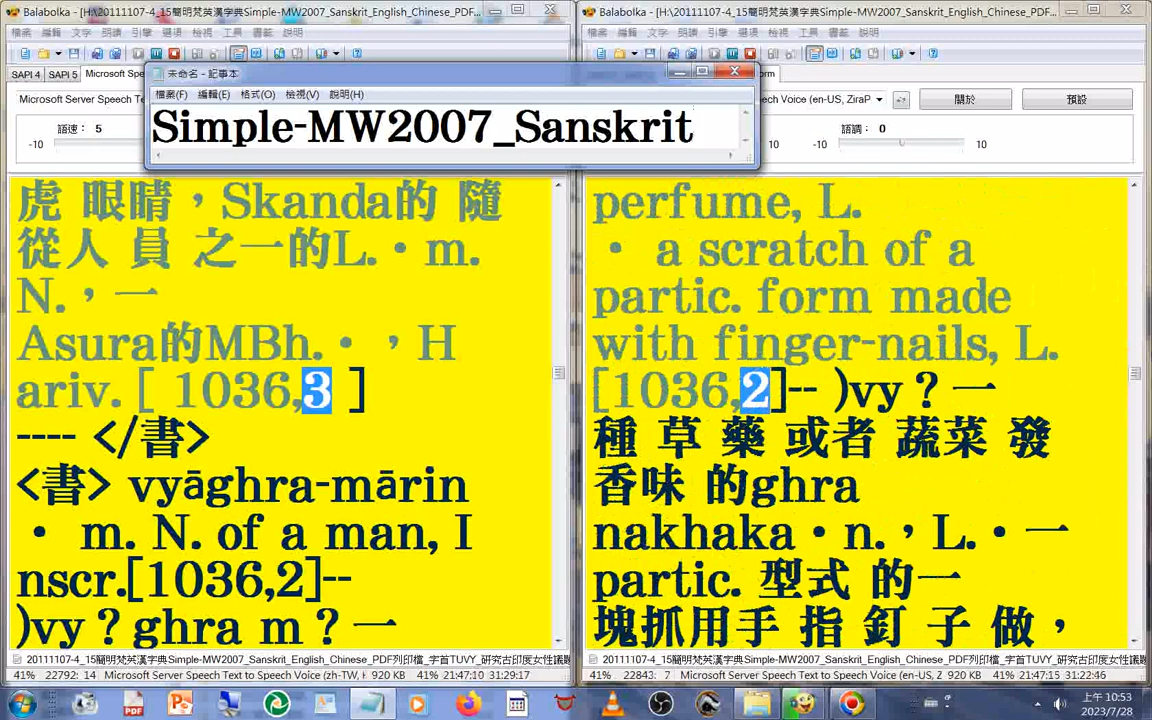 Balabolka - [H:\20111107-4_15簡明梵英漢字典Simple-MW2007_Sanskrit_English_Chinese_PDF...
Balabolka - [H:\20111107-4_15簡明梵英漢字典Simple-MW2007_Sanskrit_English_Chinese_PDF...
檔案 編輯 文字 朗讀 引擎 選項 檢視 工具 書籤 說明
檔案 編輯 文字 朗讀 引擎 選項 檢視 工具 書籤 說明
SAPI 4 SAPI 5 Microsoft Sp
未命名 - 記事本
檔案(F) 編輯(E) 格式(O) 檢視(V) 說明(H)
Simple-MW2007_Sanskrit
Microsoft Server Speech T
ech Voice (en-US, ZiraP
關於
預設
語速： 5
-10
語調： 0
10
-10
10
虎 眼睛，Skanda的 隨
從人 員 之一的L.・m.
N.，一
Asura的MBh.・，H
ariv. [ 1036,3 ]
---- </書>
<書> vyāghra-mārin
・ m. N. of a man, I
nscr.[1036,2]--
)vy？ghra m？一
perfume, L.
・ a scratch of a
partic. form made
with finger-nails, L.
[1036,2]-- )vy？一
種 草 藥 或者 蔬菜 發
香味 的ghra
nakhaka・n.，L.・一
partic. 型式 的一
塊抓用手 指 釘 子 做，
20111107-4_15簡明梵英漢字典Simple-MW2007_Sanskrit_English_Chinese_PDF列印檔_字首TUVY_研究古印度女性議題
20111107-4_15簡明梵英漢字典Simple-MW2007_Sanskrit_English_Chinese_PDF列印檔_字首TUVY_研究古印度女性議題
41% 22792: 14 Microsoft Server Speech Text to Speech Voice (zh-TW, H 920 KB 31:29:17
41% 22843: 7 Microsoft Server Speech Text to Speech Voice (en-US, Z 920 KB 31:22:46
上午 10:53
2023/7/28